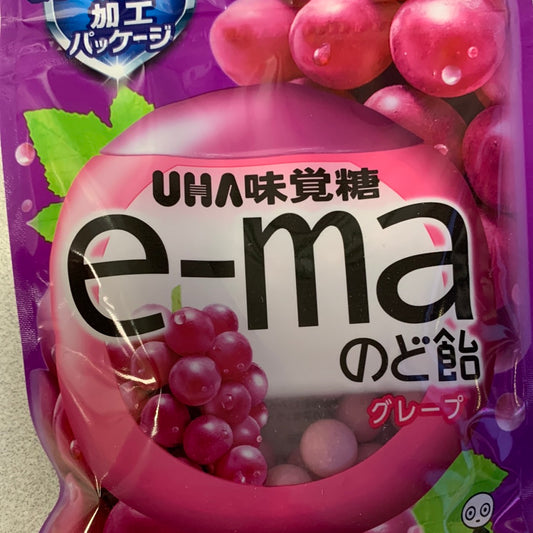 加工
パッケージ
UHA味覚糖
e-ma
のど飴
グレープ